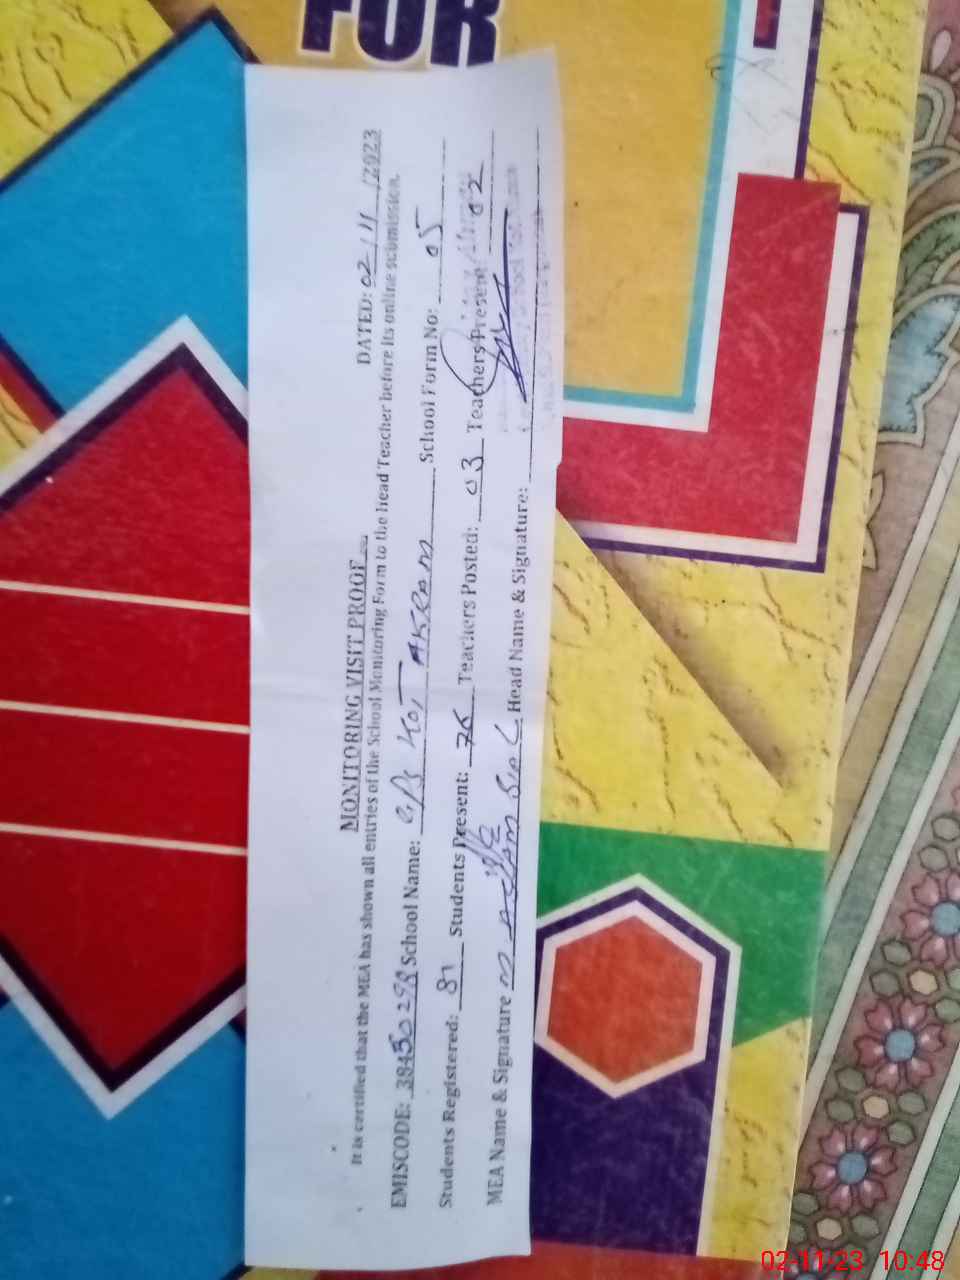 FOR
MONITORING VISIT PROOF
DATED: 02/11/2023
It is certified that the MEA has shown all entries of the School Monitoring Form to the head Teacher before its online submission.
EMISCODE: 38430298 School Name: GPS KOT AKRAM School Form No: 05
Students Registered: 81 Students Present: 76 Teachers Posted: 03 Teachers Present 02
MEA Name & Signature M ASLAM Head Name & Signature:
02-11-23 10:48